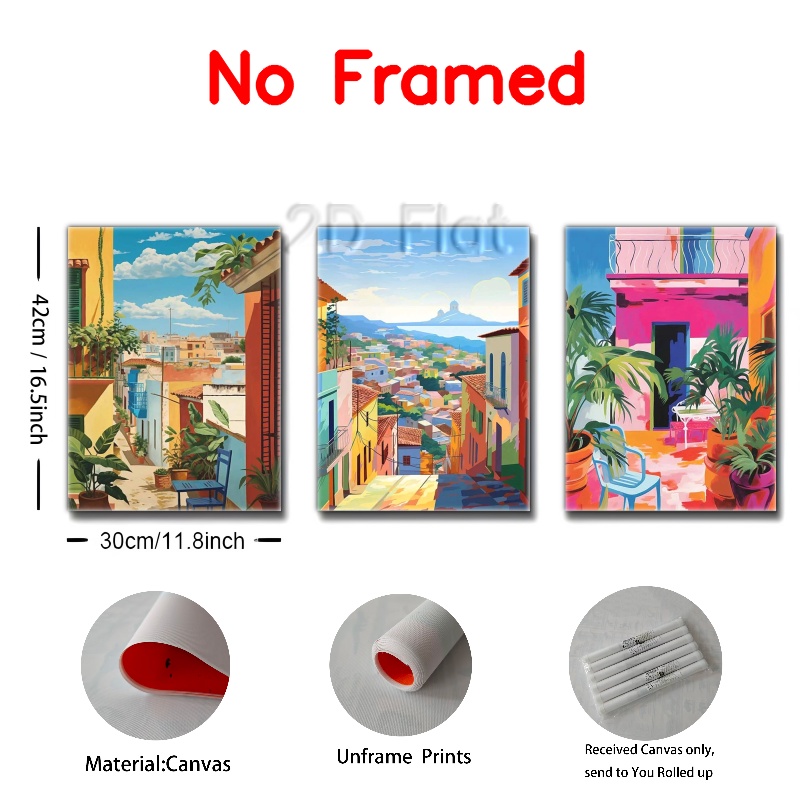 No Framed
2D Flat
42cm / 16.5inch
30cm/11.8inch
Material:Canvas
Unframe Prints
Received Canvas only,
send to You Rolled up